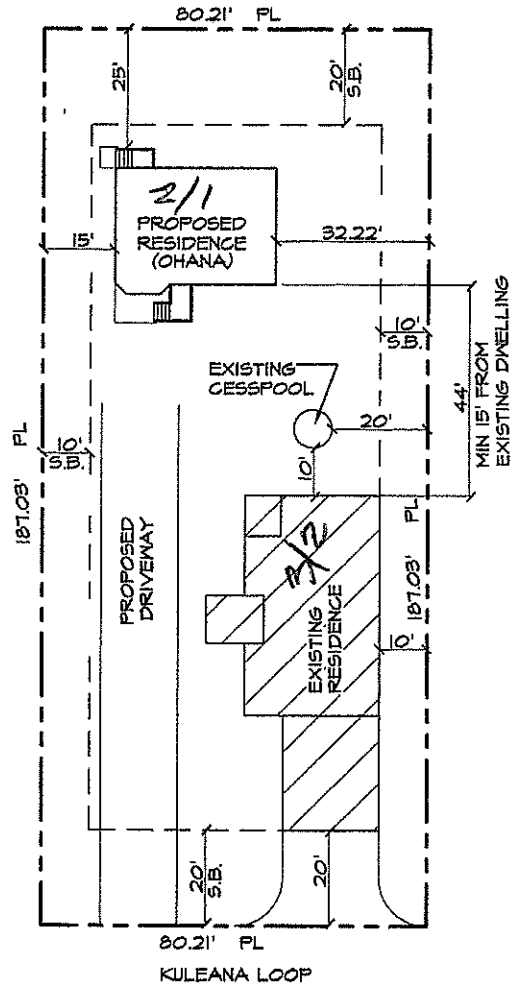 80.21' PL
25'
20'
S.B.
2/1
PROPOSED
RESIDENCE
(OHANA)
15'
32.22'
10'
S.B.
EXISTING
CESSPOOL
44'
MIN 15' FROM
EXISTING DWELLING
20'
10'
10'
S.B.
187.03' PL
PROPOSED
DRIVEWAY
3/2
EXISTING
RESIDENCE
187.03' PL
10'
20'
S.B.
20'
80.21' PL
KULEANA LOOP